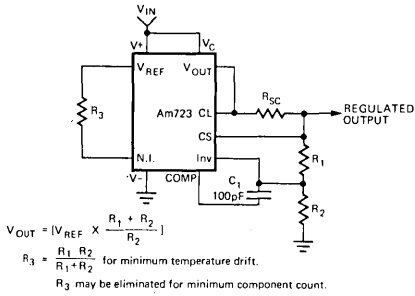 VIN
V+ VC
VREF VOUT
R3
Am723 CL
RSC
REGULATED
OUTPUT
CS
R1
N.I. Inv
V- COMP
C1
100pF
R2
VOUT = [VREF X R1 + R2 / R2 ]
R3 = R1 R2 / R1+R2 for minimum temperature drift.
R3 may be eliminated for minimum component count.